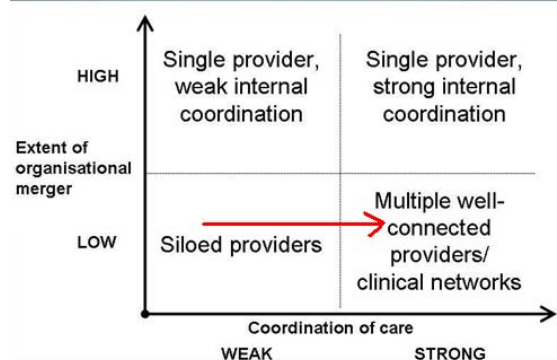 HIGH
Single provider,
weak internal
coordination
Single provider,
strong internal
coordination
Extent of
organisational
merger
LOW
Siloed providers
Multiple well-
connected
providers/
clinical networks
Coordination of care
WEAK
STRONG